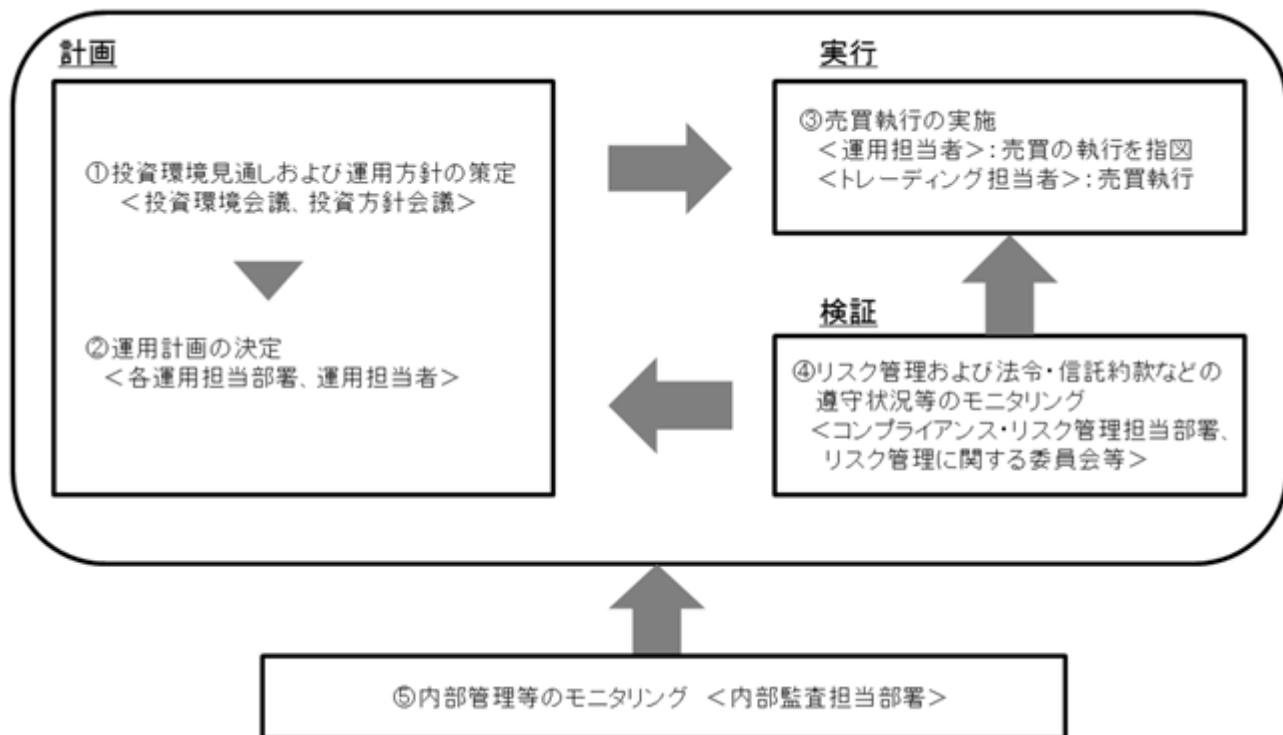 計画
①投資環境見通しおよび運用方針の策定
＜投資環境会議、投資方針会議＞
②運用計画の決定
＜各運用担当部署、運用担当者＞
実行
③売買執行の実施
＜運用担当者＞：売買の執行を指図
＜トレーディング担当者＞：売買執行
検証
④リスク管理および法令・信託約款などの
遵守状況等のモニタリング
＜コンプライアンス・リスク管理担当部署、
リスク管理に関する委員会等＞
⑤内部管理等のモニタリング ＜内部監査担当部署＞